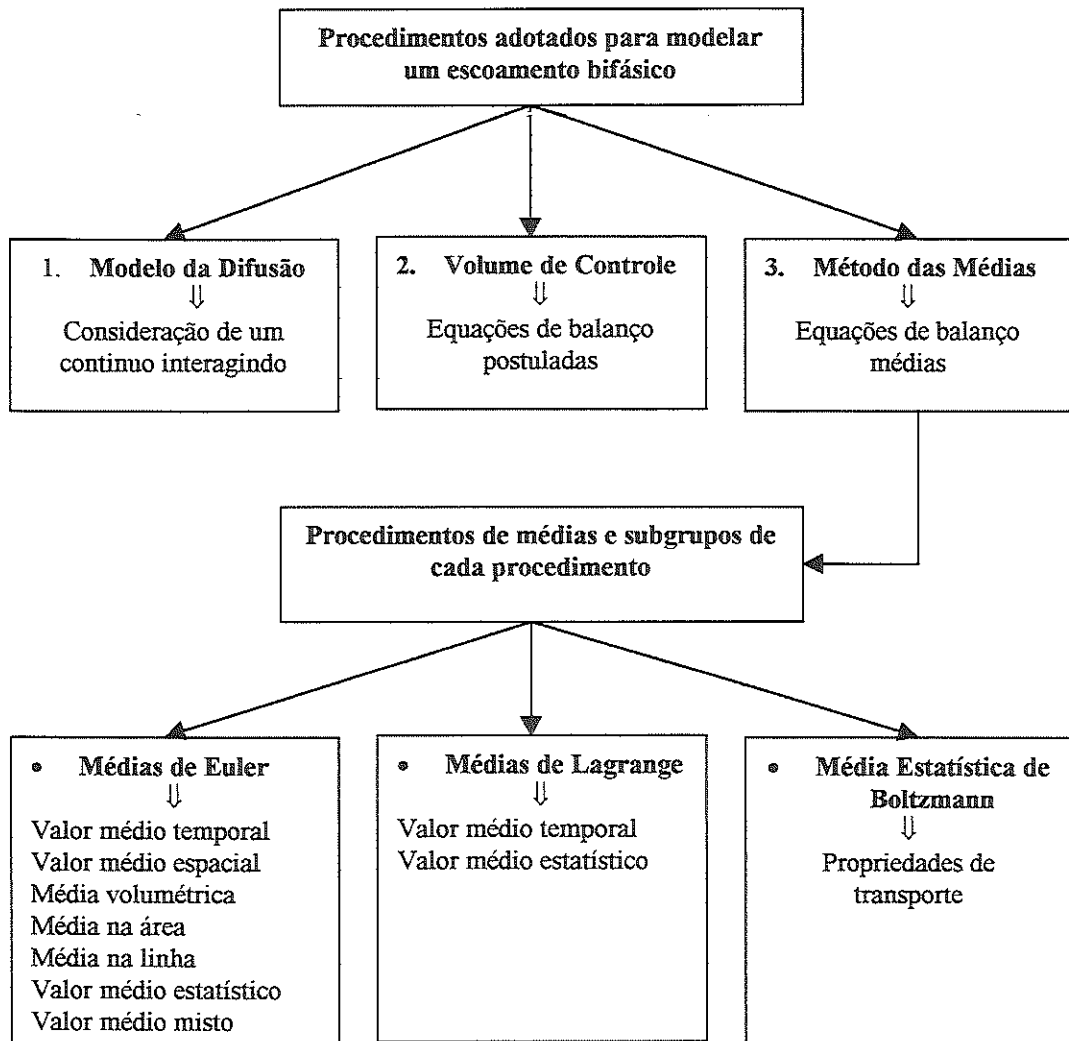 Procedimentos adotados para modelar
um escoamento bifásico
1. Modelo da Difusão
⇓
Consideração de um
continuo interagindo
2. Volume de Controle
⇓
Equações de balanço
postuladas
3. Método das Médias
⇓
Equações de balanço
médias
Procedimentos de médias e subgrupos de
cada procedimento
• Médias de Euler
⇓
Valor médio temporal
Valor médio espacial
Média volumétrica
Média na área
Média na linha
Valor médio estatístico
Valor médio misto
• Médias de Lagrange
⇓
Valor médio temporal
Valor médio estatístico
• Média Estatística de
Boltzmann
⇓
Propriedades de
transporte